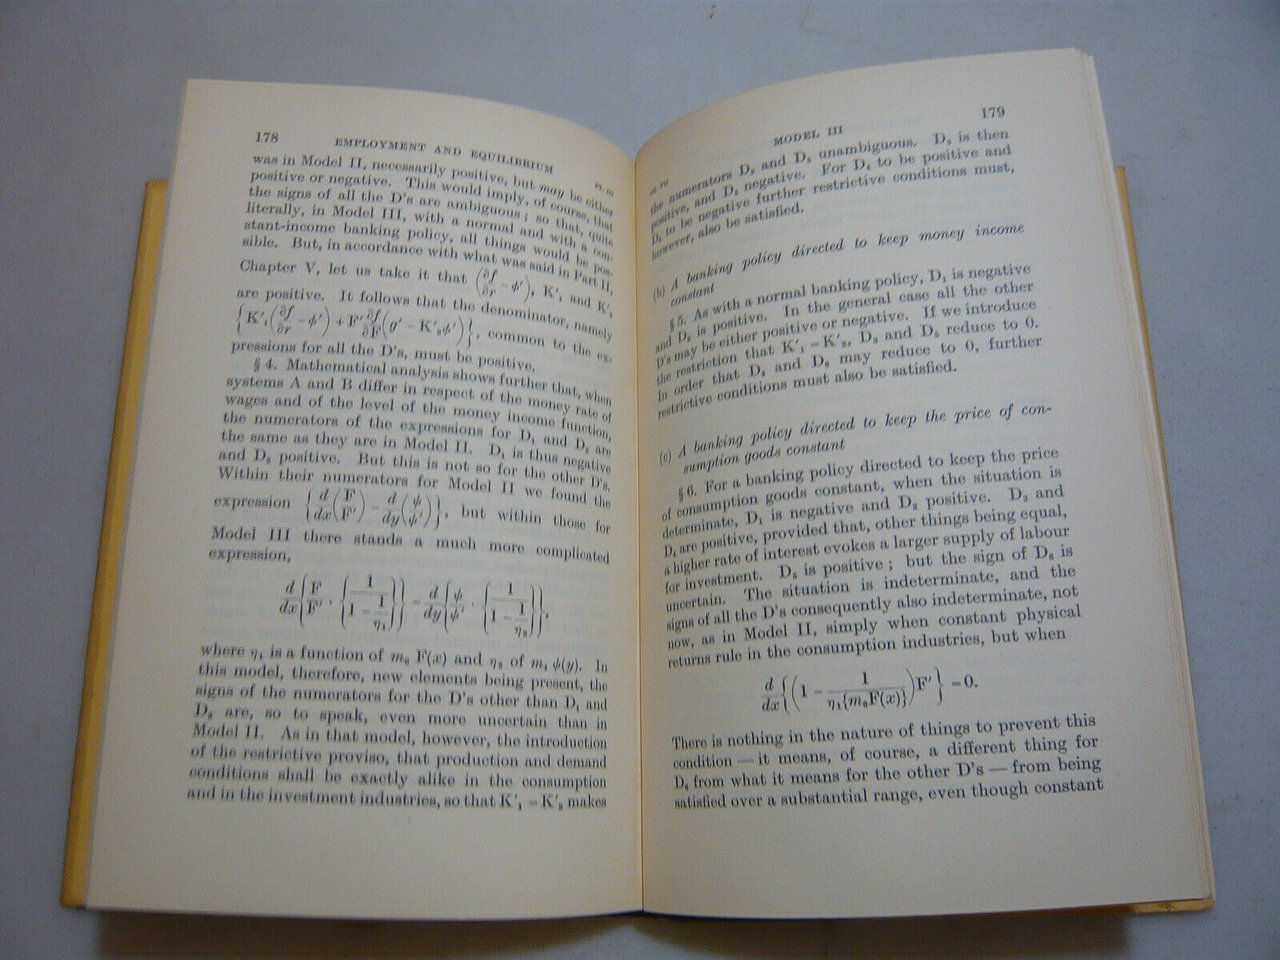 178
EMPLOYMENT AND EQUILIBRIUM
PT. III
was in Model II, necessarily positive, but may be either
positive or negative. This would imply, of course, that
the signs of all the D's are ambiguous; so that, quite
literally, in Model III, with a normal and with a con-
stant-income banking policy, all things would be pos-
sible. But, in accordance with what was said in Part II,
Chapter V, let us take it that (∂f/∂r − φ′), K′₁ and K′₂
are positive. It follows that the denominator, namely
{K′₁(∂f/∂r − φ′) + F′ ∂f/∂F (g′ − K′₂φ′)}, common to the ex-
pressions for all the D's, must be positive.
§ 4. Mathematical analysis shows further that, when
systems A and B differ in respect of the money rate of
wages and of the level of the money income function,
the numerators of the expressions for D₁ and D₂ are
the same as they are in Model II. D₁ is thus negative
and D₂ positive. But this is not so for the other D's.
Within their numerators for Model II we found the
expression {d/dx(F/F′) − d/dy(ψ/ψ′)}, but within those for
Model III there stands a much more complicated
expression,
d/dx{F/F′ · {1/(1 − 1/η₁)}} − d/dy{ψ/ψ′ · {1/(1 − 1/η₂)}},
where η₁ is a function of m₀ F(x) and η₂ of m₁ ψ(y). In
this model, therefore, new elements being present, the
signs of the numerators for the D's other than D₁ and
D₂ are, so to speak, even more uncertain than in
Model II. As in that model, however, the introduction
of the restrictive proviso, that production and demand
conditions shall be exactly alike in the consumption
and in the investment industries, so that K′₁ = K′₂ makes
MODEL III
179
CH. VII
the numerators D₃ and D₅ unambiguous. D₃ is then
positive, and D₅ negative. For D₄ to be positive and
D₆ to be negative further restrictive conditions must,
however, also be satisfied.
(b) A banking policy directed to keep money income
constant
§ 5. As with a normal banking policy, D₁ is negative
and D₂ is positive. In the general case all the other
D's may be either positive or negative. If we introduce
the restriction that K′₁ = K′₂, D₃ and D₅ reduce to 0.
In order that D₄ and D₆ may reduce to 0, further
restrictive conditions must also be satisfied.
(c) A banking policy directed to keep the price of con-
sumption goods constant
§ 6. For a banking policy directed to keep the price
of consumption goods constant, when the situation is
determinate, D₁ is negative and D₂ positive. D₃ and
D₄ are positive, provided that, other things being equal,
a higher rate of interest evokes a larger supply of labour
for investment. D₅ is positive; but the sign of D₆ is
uncertain. The situation is indeterminate, and the
signs of all the D's consequently also indeterminate, not
now, as in Model II, simply when constant physical
returns rule in the consumption industries, but when
d/dx{(1 − 1/η₁{m₀F(x)})F′} = 0.
There is nothing in the nature of things to prevent this
condition — it means, of course, a different thing for
D₆ from what it means for the other D's — from being
satisfied over a substantial range, even though constant